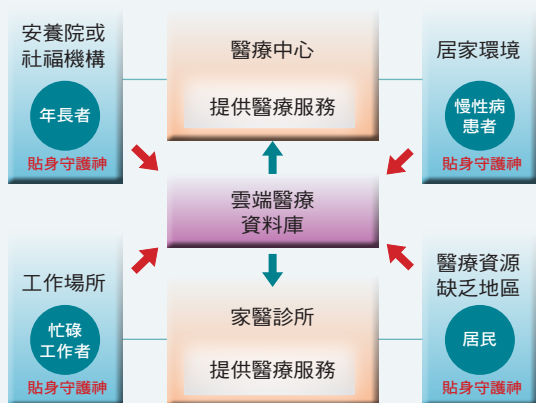 安養院或
社福機構
年長者
貼身守護神
醫療中心
提供醫療服務
居家環境
慢性病
患者
貼身守護神
雲端醫療
資料庫
工作場所
忙碌
工作者
貼身守護神
家醫診所
提供醫療服務
醫療資源
缺乏地區
居民
貼身守護神